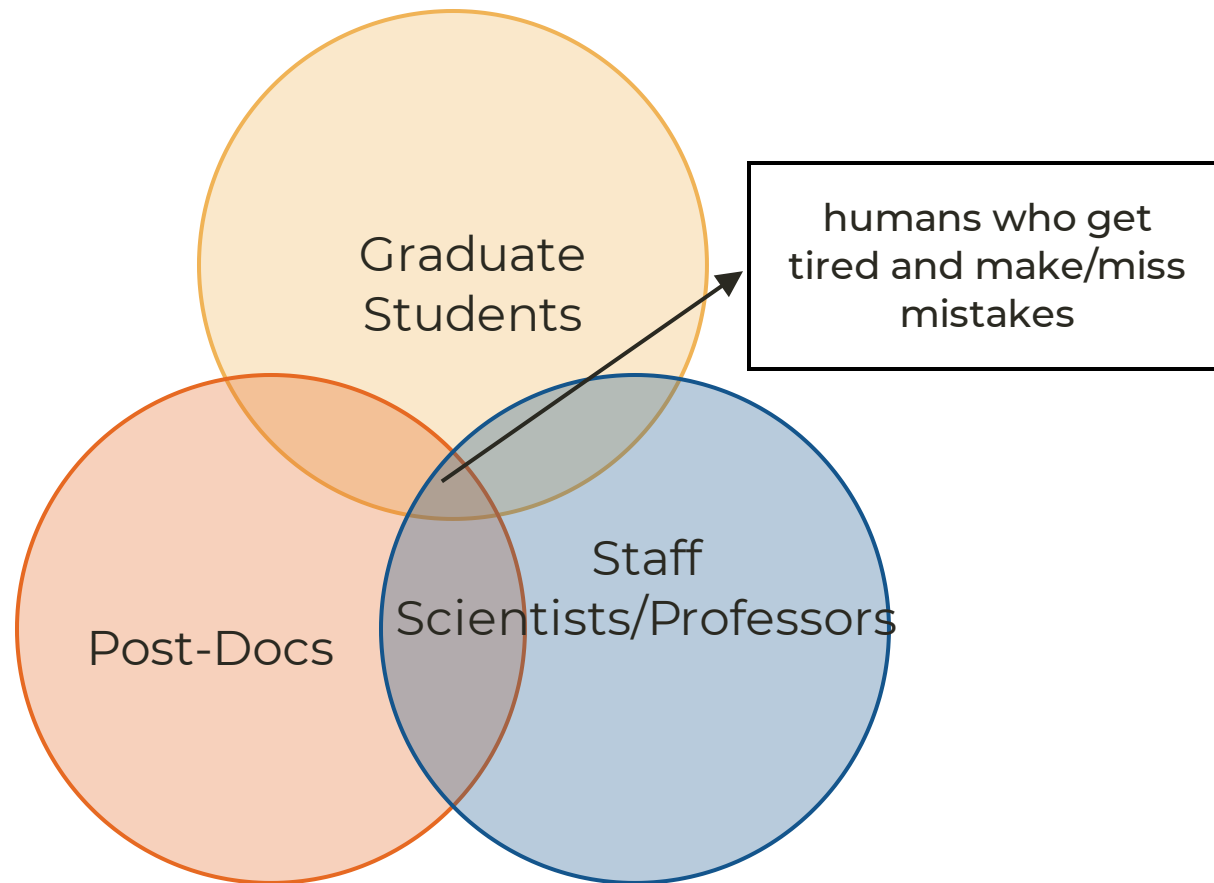 Graduate
Students
humans who get
tired and make/miss
mistakes
Staff
Scientists/Professors
Post-Docs